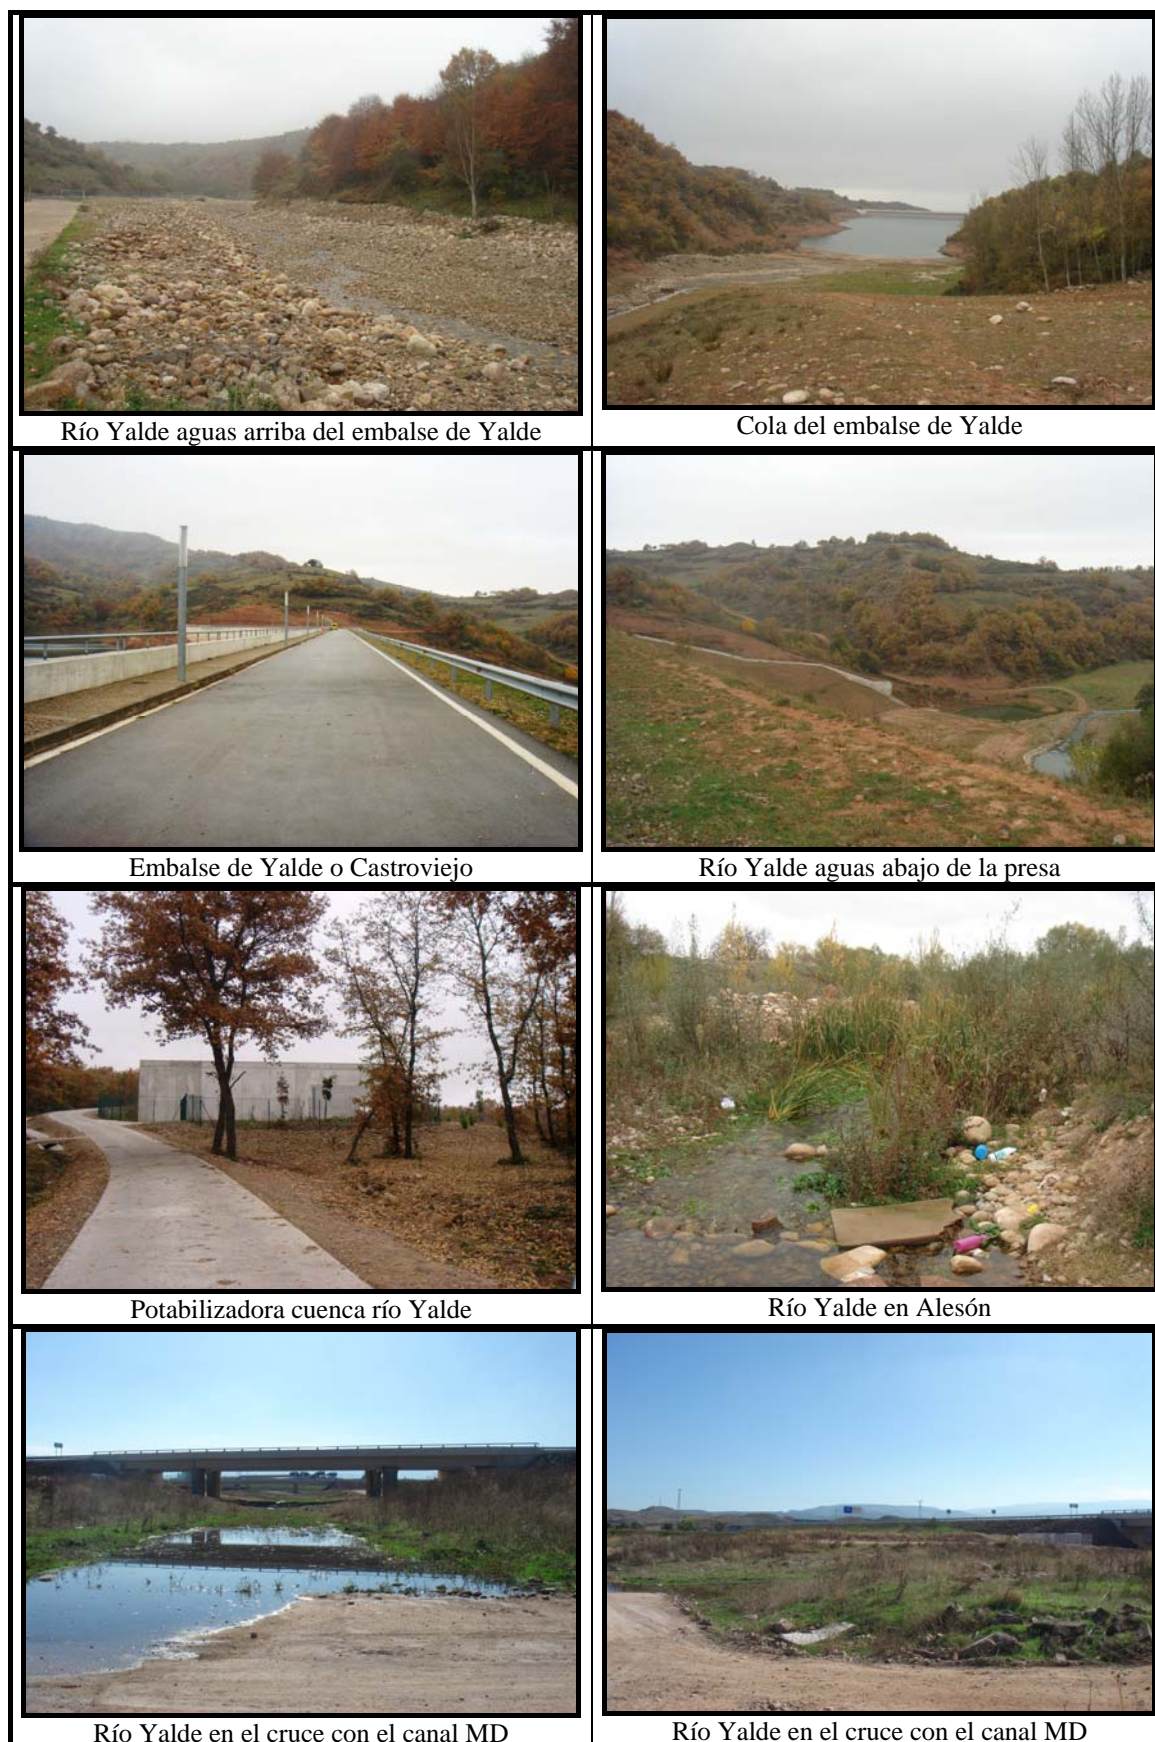 Río Yalde aguas arriba del embalse de Yalde
Cola del embalse de Yalde
Embalse de Yalde o Castroviejo
Río Yalde aguas abajo de la presa
Potabilizadora cuenca río Yalde
Río Yalde en Alesón
Río Yalde en el cruce con el canal MD
Río Yalde en el cruce con el canal MD